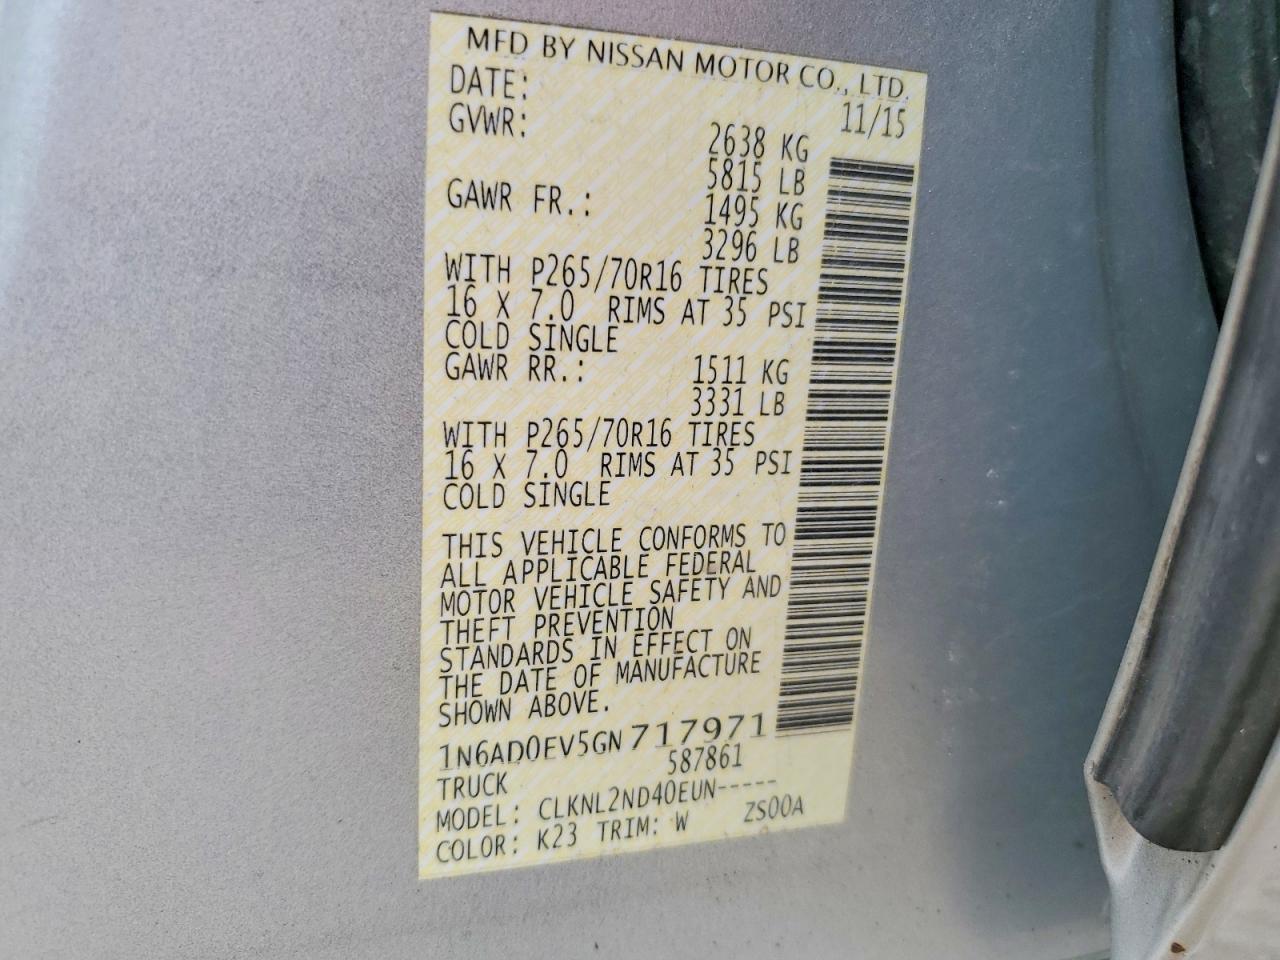 MFD BY NISSAN MOTOR CO., LTD.
DATE: 11/15
GVWR: 2638 KG
5815 LB
GAWR FR.: 1495 KG
3296 LB
WITH P265/70R16 TIRES
16 X 7.0 RIMS AT 35 PSI
COLD SINGLE
GAWR RR.: 1511 KG
3331 LB
WITH P265/70R16 TIRES
16 X 7.0 RIMS AT 35 PSI
COLD SINGLE
THIS VEHICLE CONFORMS TO
ALL APPLICABLE FEDERAL
MOTOR VEHICLE SAFETY AND
THEFT PREVENTION
STANDARDS IN EFFECT ON
THE DATE OF MANUFACTURE
SHOWN ABOVE.
1N6AD0EV5GN717971
TRUCK 587861
MODEL: CLKNL2ND40EUN-----
COLOR: K23 TRIM: W ZS00A